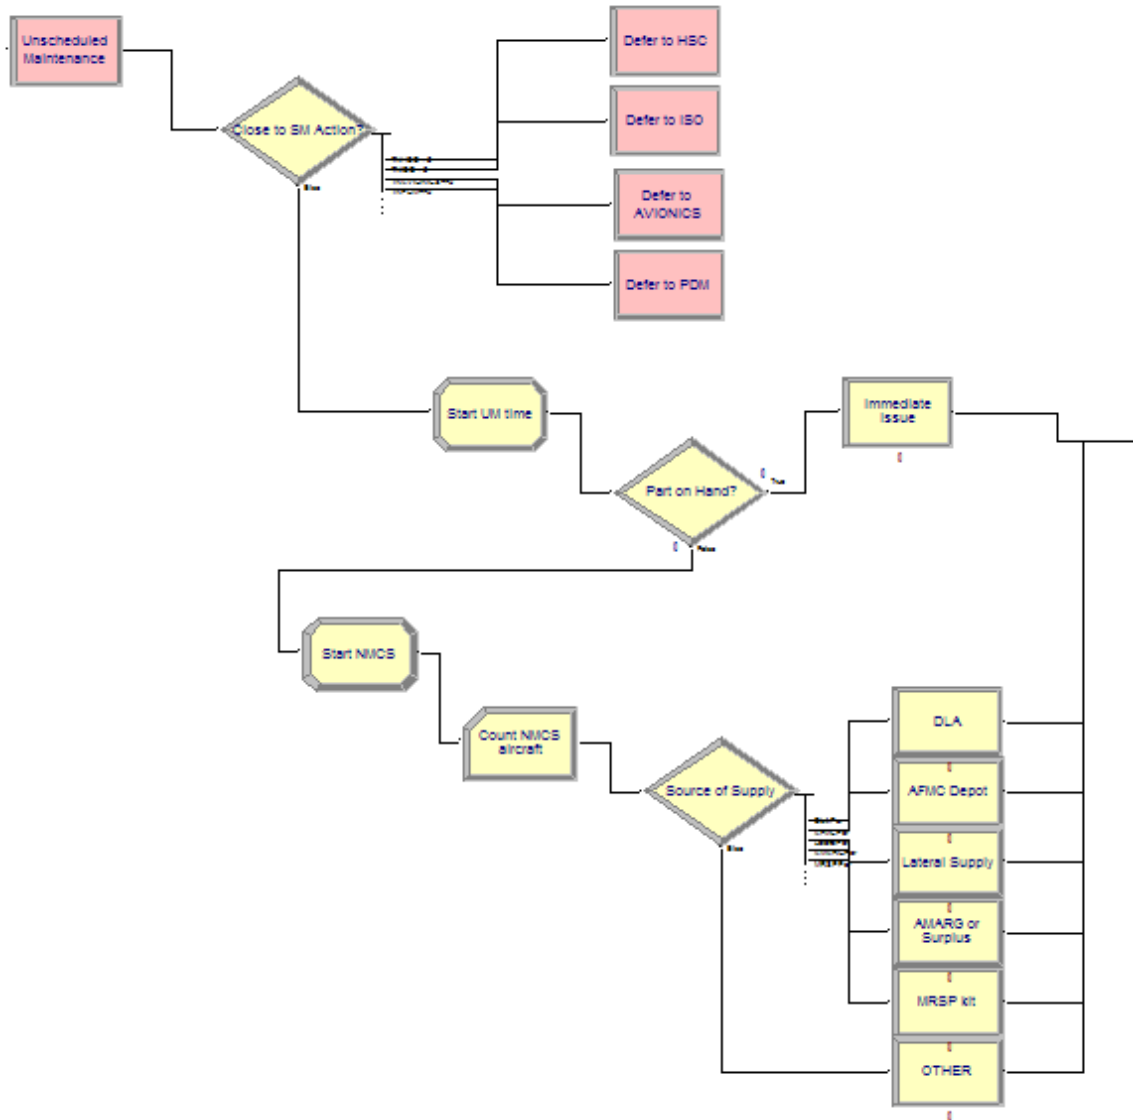 Unscheduled
Maintenance
Defer to HSC
Close to SM Action?
Defer to ISO
Else
Defer to
AVIONICS
Defer to PDM
Start UM time
Immediate
Issue
Part on Hand?
True
False
Start NMCS
Count NMCS
aircraft
Source of Supply
Else
DLA
AFMC Depot
Lateral Supply
AMARG or
Surplus
MRSP kit
OTHER